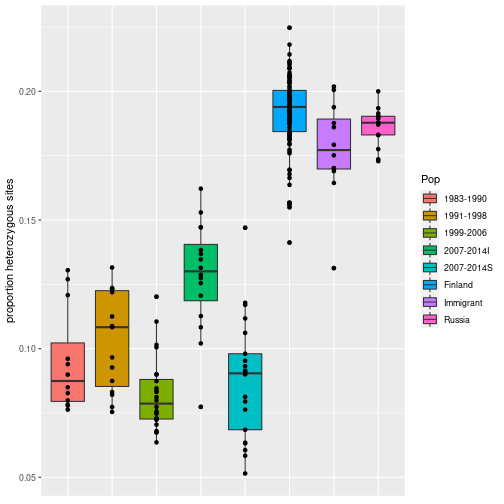 proportion heterozygous sites
0.20
0.15
0.10
0.05
Pop
1983-1990
1991-1998
1999-2006
2007-2014I
2007-2014S
Finland
Immigrant
Russia